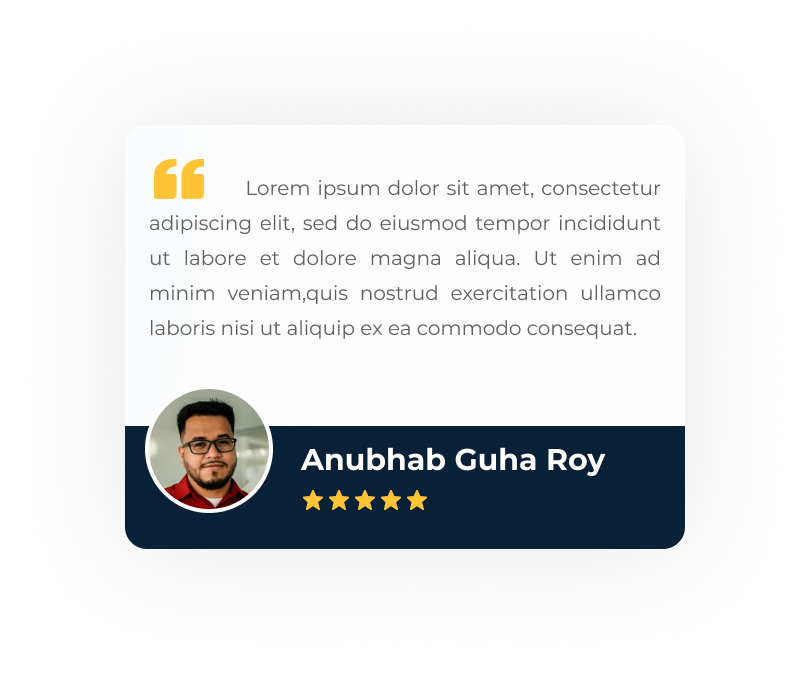 Lorem ipsum dolor sit amet, consectetur
adipiscing elit, sed do eiusmod tempor incididunt
ut labore et dolore magna aliqua. Ut enim ad
minim veniam,quis nostrud exercitation ullamco
laboris nisi ut aliquip ex ea commodo consequat.
Anubhab Guha Roy